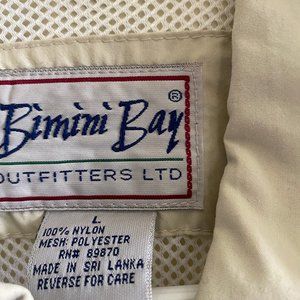 Bimini Bay ®
OUTFITTERS LTD
L
100% NYLON
MESH: POLYESTER
RN# 89870
MADE IN SRI LANKA
REVERSE FOR CARE